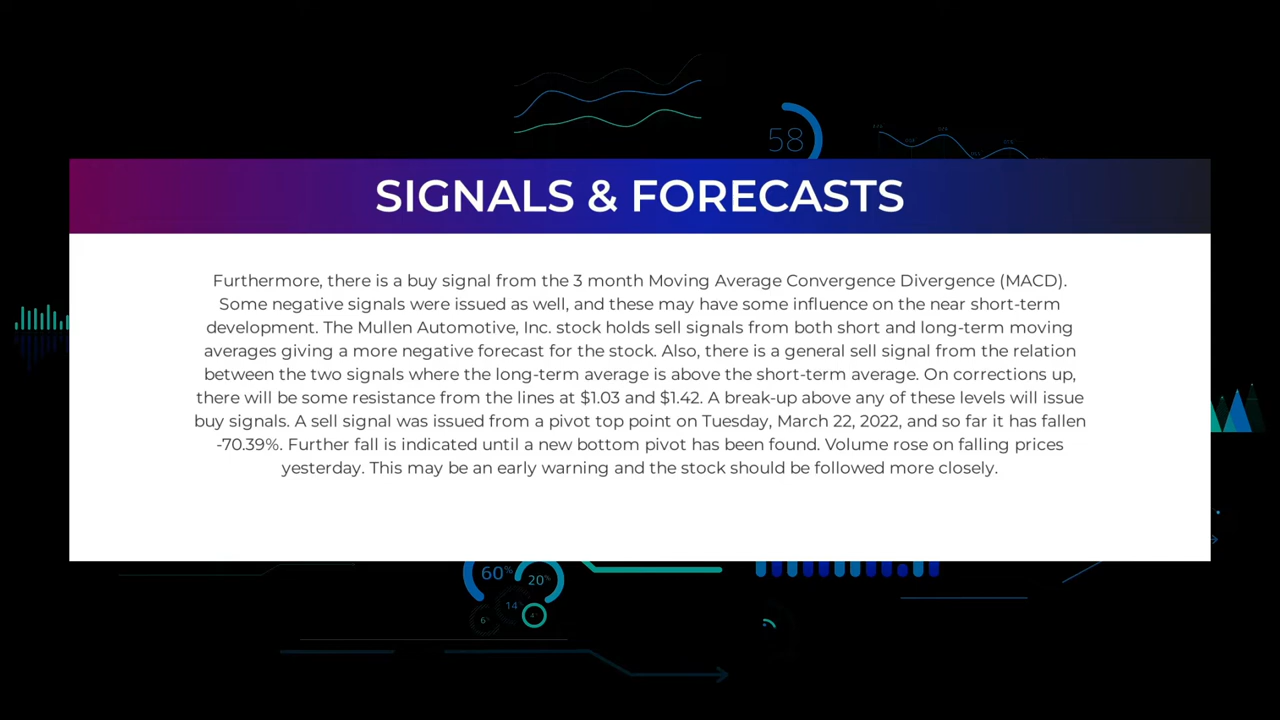 58
SIGNALS & FORECASTS
Furthermore, there is a buy signal from the 3 month Moving Average Convergence Divergence (MACD).
Some negative signals were issued as well, and these may have some influence on the near short-term
development. The Mullen Automotive, Inc. stock holds sell signals from both short and long-term moving
averages giving a more negative forecast for the stock. Also, there is a general sell signal from the relation
between the two signals where the long-term average is above the short-term average. On corrections up,
there will be some resistance from the lines at $1.03 and $1.42. A break-up above any of these levels will issue
buy signals. A sell signal was issued from a pivot top point on Tuesday, March 22, 2022, and so far it has fallen
-70.39%. Further fall is indicated until a new bottom pivot has been found. Volume rose on falling prices
yesterday. This may be an early warning and the stock should be followed more closely.
60%
20%
14
6%